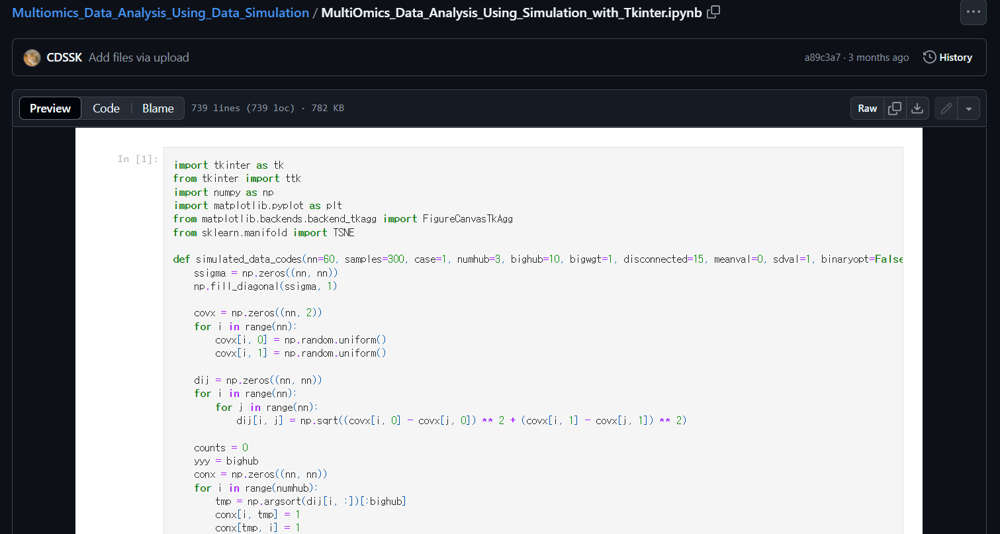 Multiomics_Data_Analysis_Using_Data_Simulation / MultiOmics_Data_Analysis_Using_Simulation_with_Tkinter.ipynb
CDSSK Add files via upload a89c3a7 · 3 months ago History
Preview Code Blame 739 lines (739 loc) · 782 KB Raw
In [1]:
import tkinter as tk
from tkinter import ttk
import numpy as np
import matplotlib.pyplot as plt
from matplotlib.backends.backend_tkagg import FigureCanvasTkAgg
from sklearn.manifold import TSNE

def simulated_data_codes(nn=60, samples=300, case=1, numhub=3, bighub=10, bigwgt=1, disconnected=15, meanval=0, sdval=1, binaryopt=False
    ssigma = np.zeros((nn, nn))
    np.fill_diagonal(ssigma, 1)

    covx = np.zeros((nn, 2))
    for i in range(nn):
        covx[i, 0] = np.random.uniform()
        covx[i, 1] = np.random.uniform()

    dij = np.zeros((nn, nn))
    for i in range(nn):
        for j in range(nn):
            dij[i, j] = np.sqrt((covx[i, 0] - covx[j, 0]) ** 2 + (covx[i, 1] - covx[j, 1]) ** 2)

    counts = 0
    yyy = bighub
    conx = np.zeros((nn, nn))
    for i in range(numhub):
        tmp = np.argsort(dij[i, :])[:bighub]
        conx[i, tmp] = 1
        conx[tmp, i] = 1